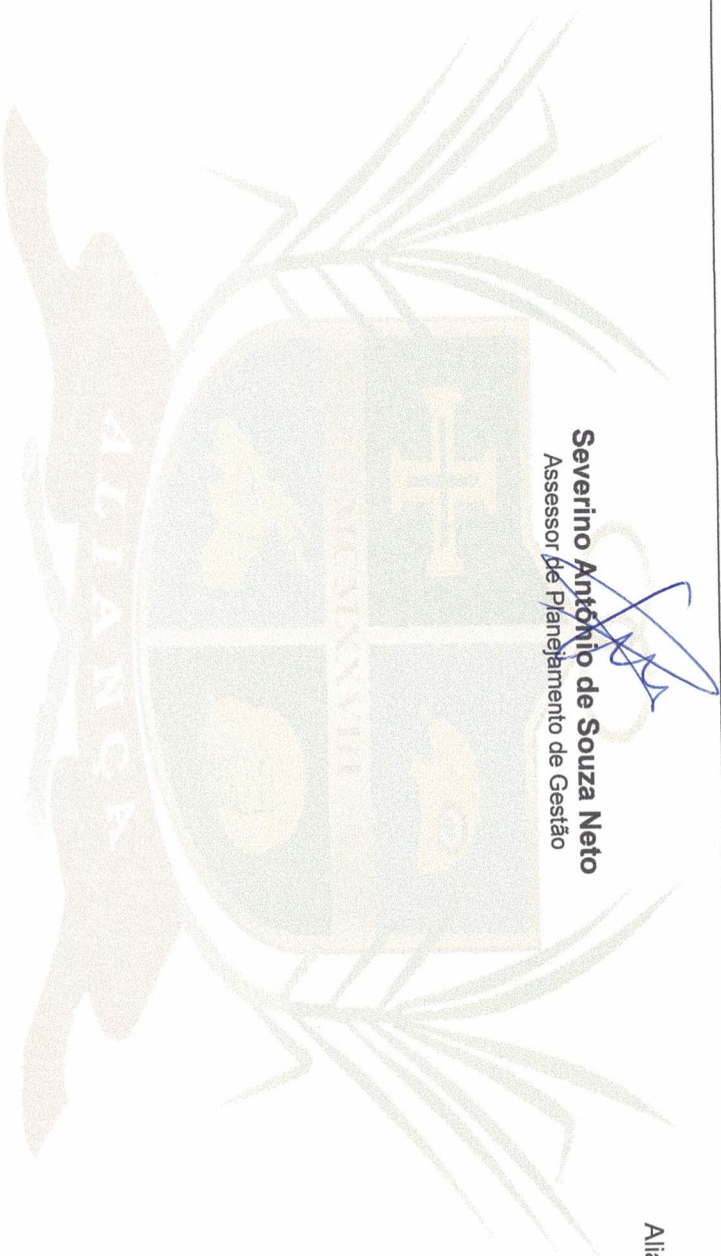 Alia
Severino Antônio de Souza Neto
Assessor de Planejamento de Gestão
ALIANÇA